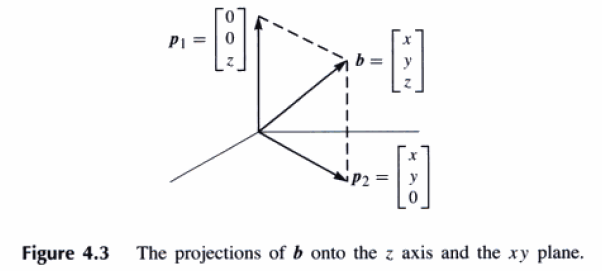 p₁ = [0 0 z]
b = [x y z]
p₂ = [x y 0]
Figure 4.3 The projections of b onto the z axis and the xy plane.